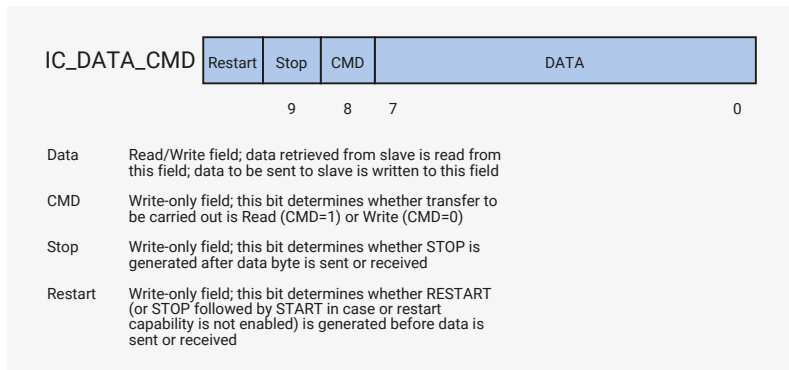 IC_DATA_CMD Restart Stop CMD DATA
9 8 7 0
Data Read/Write field; data retrieved from slave is read from
this field; data to be sent to slave is written to this field
CMD Write-only field; this bit determines whether transfer to
be carried out is Read (CMD=1) or Write (CMD=0)
Stop Write-only field; this bit determines whether STOP is
generated after data byte is sent or received
Restart Write-only field; this bit determines whether RESTART
(or STOP followed by START in case or restart
capability is not enabled) is generated before data is
sent or received